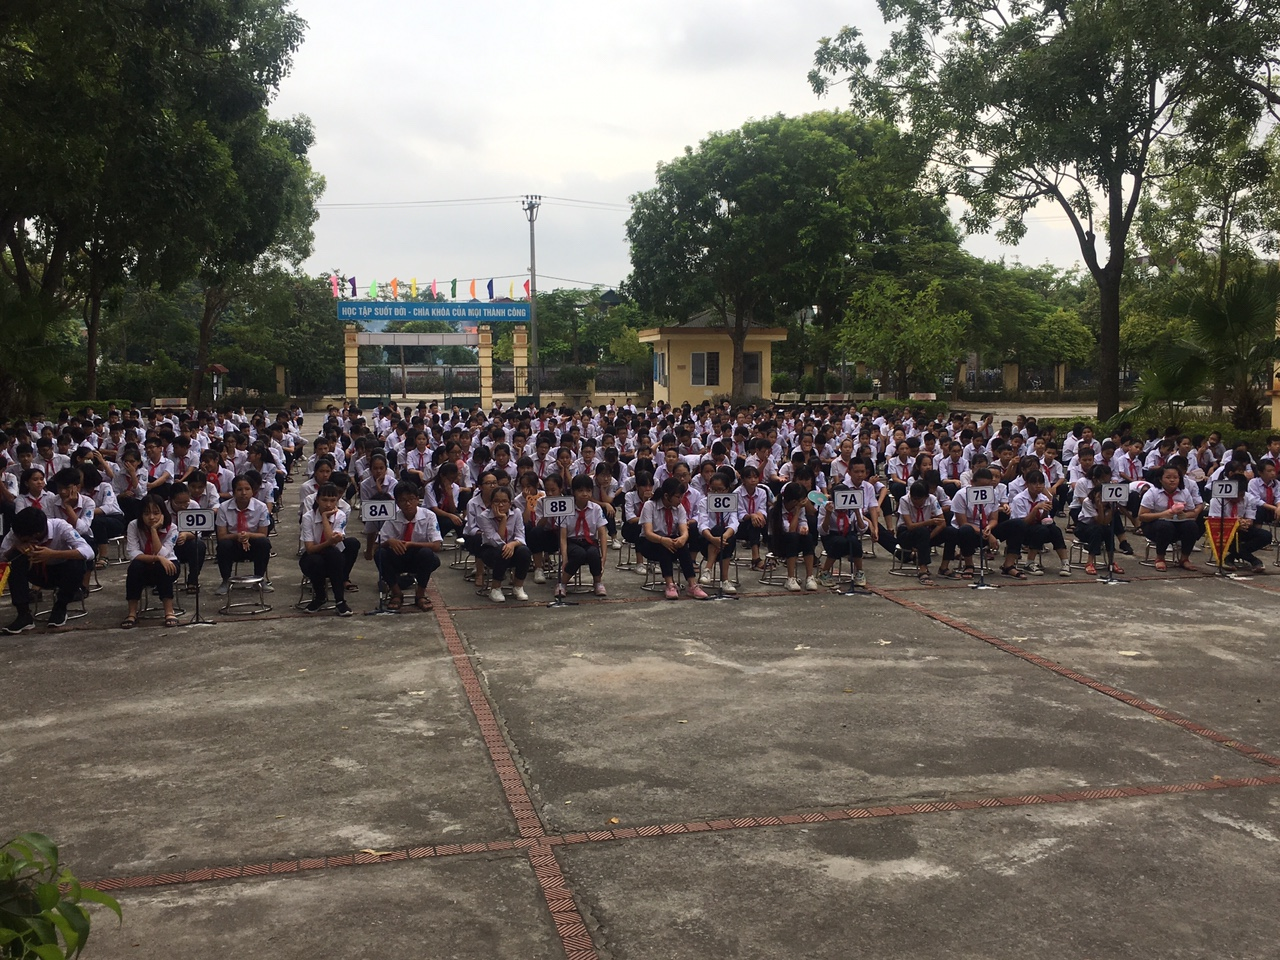 HỌC TẬP SUỐT ĐỜI - CHÌA KHÓA CỦA MỌI THÀNH CÔNG
9D
8A
8B
8C
7A
7B
7C
7D